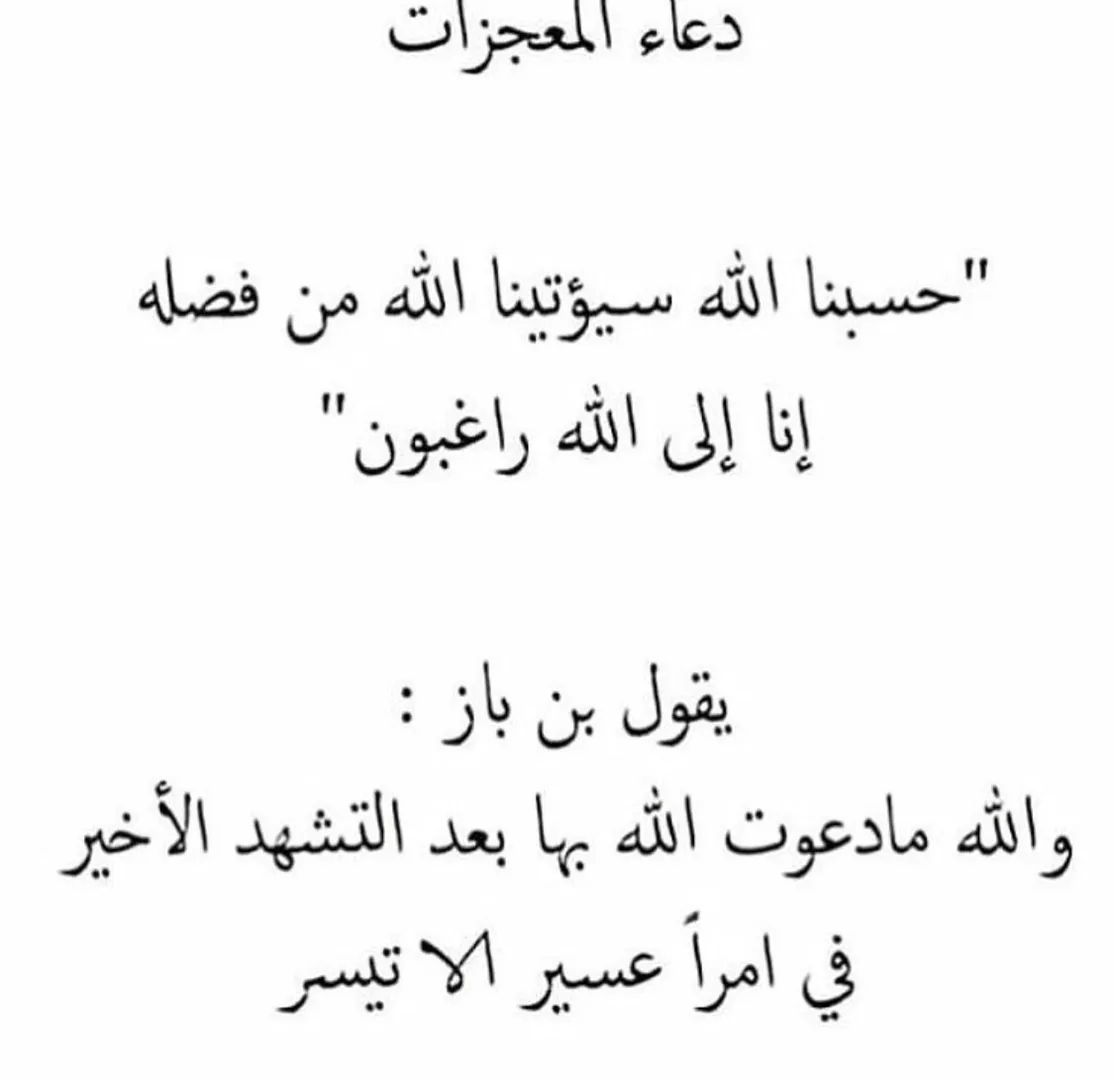 دعاء المعجزات
"حسبنا الله سيؤتينا الله من فضله
إنا إلى الله راغبون"
يقول بن باز :
والله مادعوت الله بها بعد التشهد الأخير
في امراً عسير الا تيسر